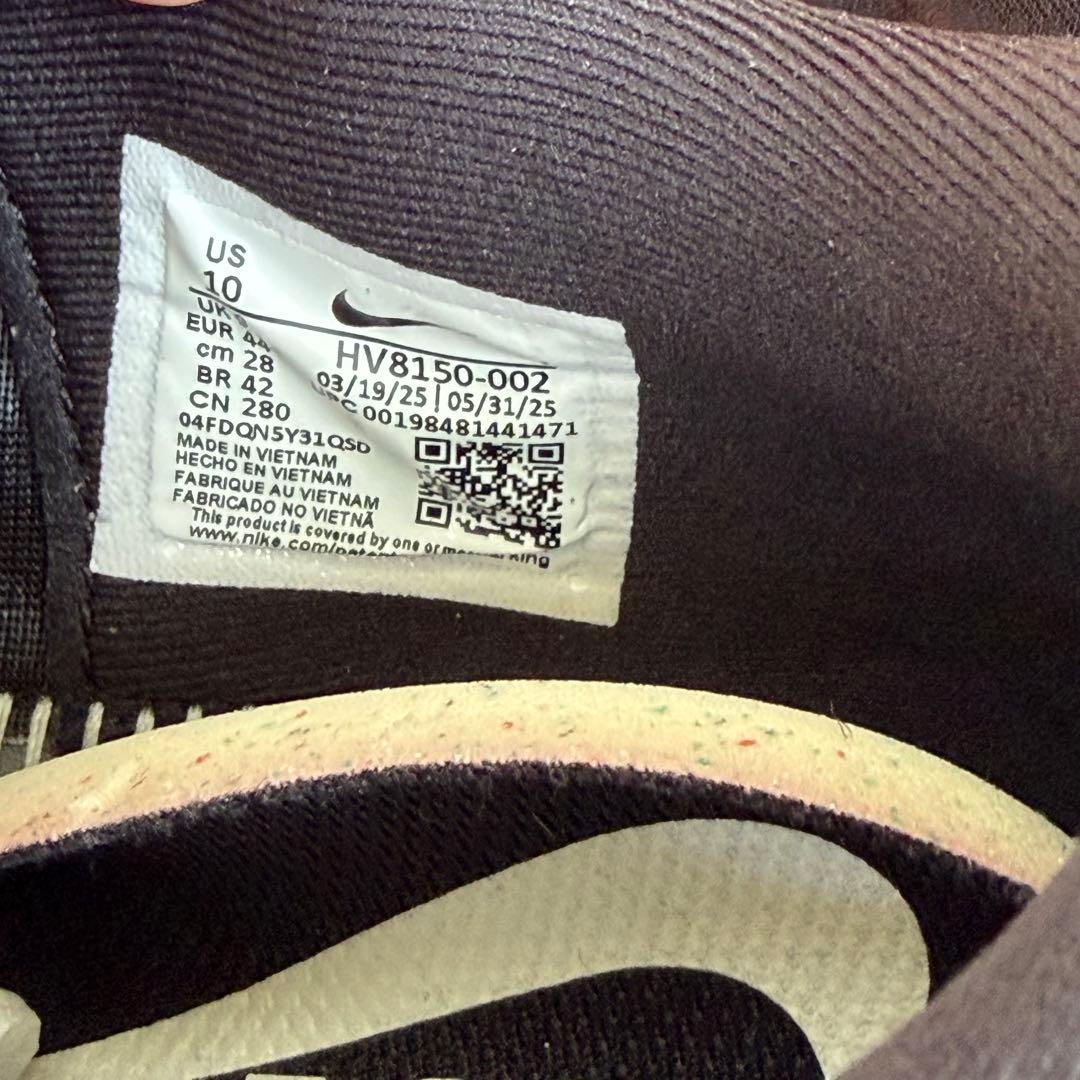 US
10
UK
EUR 44
cm 28
BR 42
CN 280
HV8150-002
03/19/25 | 05/31/25
00198481441471
04FDQN5Y31QSD
MADE IN VIETNAM
HECHO EN VIETNAM
FABRIQUE AU VIETNAM
FABRICADO NO VIETNÃ
This product is covered by one or
www.nike.com/